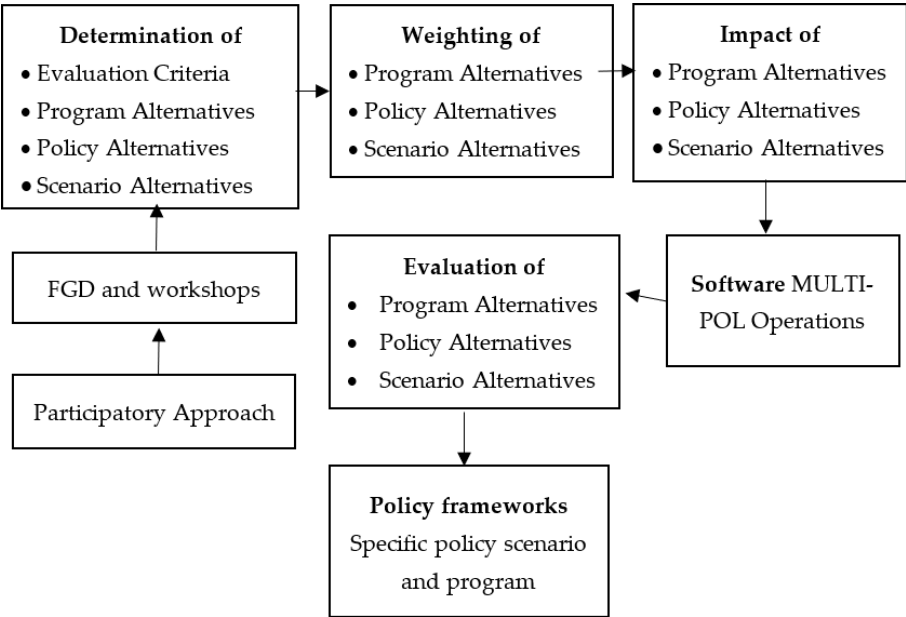 Determination of
• Evaluation Criteria
• Program Alternatives
• Policy Alternatives
• Scenario Alternatives
Weighting of
• Program Alternatives
• Policy Alternatives
• Scenario Alternatives
Impact of
• Program Alternatives
• Policy Alternatives
• Scenario Alternatives
FGD and workshops
Participatory Approach
Evaluation of
• Program Alternatives
• Policy Alternatives
• Scenario Alternatives
Software MULTI-
POL Operations
Policy frameworks
Specific policy scenario
and program